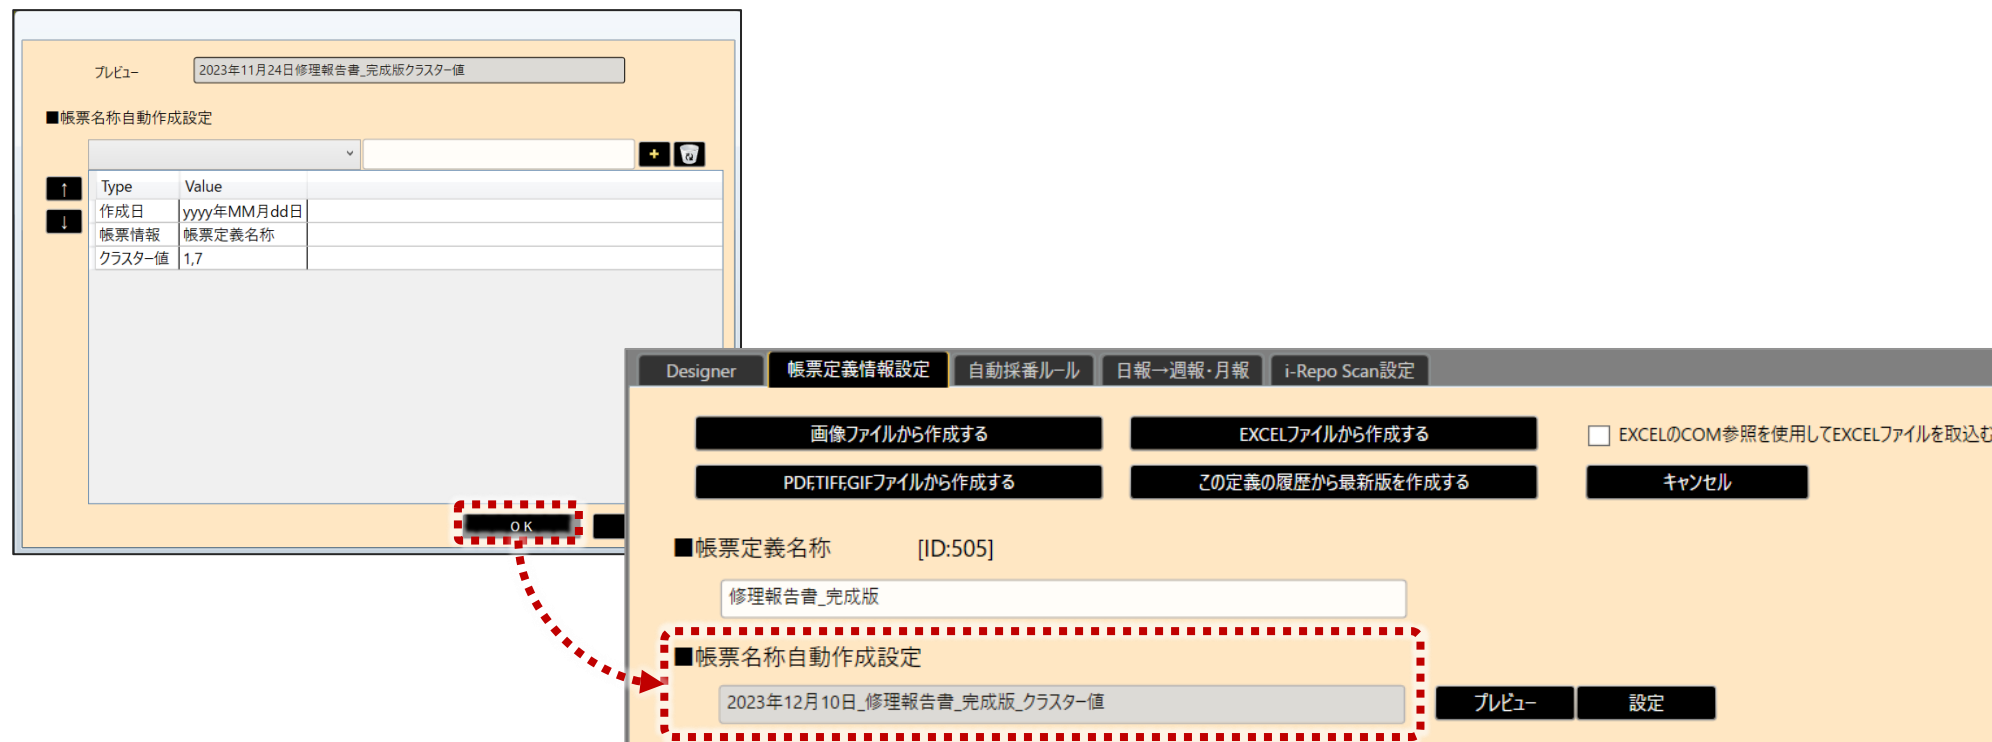 プレビュー 2023年11月24日修理報告書_完成版クラスター値
■帳票名称自動作成設定
+
↑ Type Value
作成日 yyyy年MM月dd日
↓
帳票情報 帳票定義名称
クラスター値 1,7
OK
Designer 帳票定義情報設定 自動採番ルール 日報→週報・月報 i-Repo Scan設定
画像ファイルから作成する EXCELファイルから作成する EXCELのCOM参照を使用してEXCELファイルを取込む
PDF,TIFF,GIFファイルから作成する この定義の履歴から最新版を作成する キャンセル
■帳票定義名称 [ID:505]
修理報告書_完成版
■帳票名称自動作成設定
2023年12月10日_修理報告書_完成版_クラスター値 プレビュー 設定